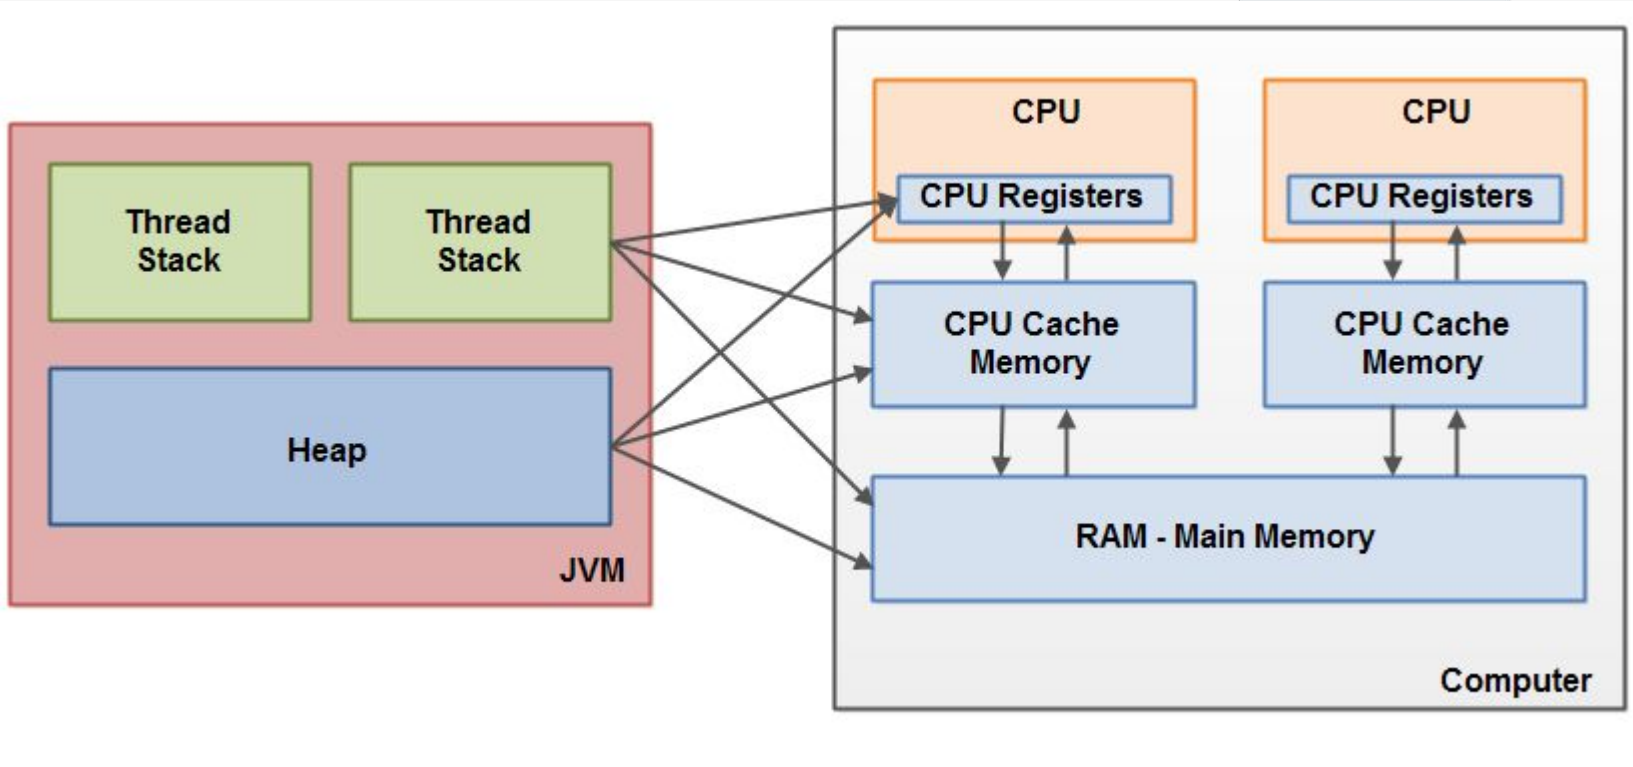 Thread
Stack
Thread
Stack
Heap
JVM
CPU
CPU Registers
CPU Cache
Memory
CPU
CPU Registers
CPU Cache
Memory
RAM - Main Memory
Computer